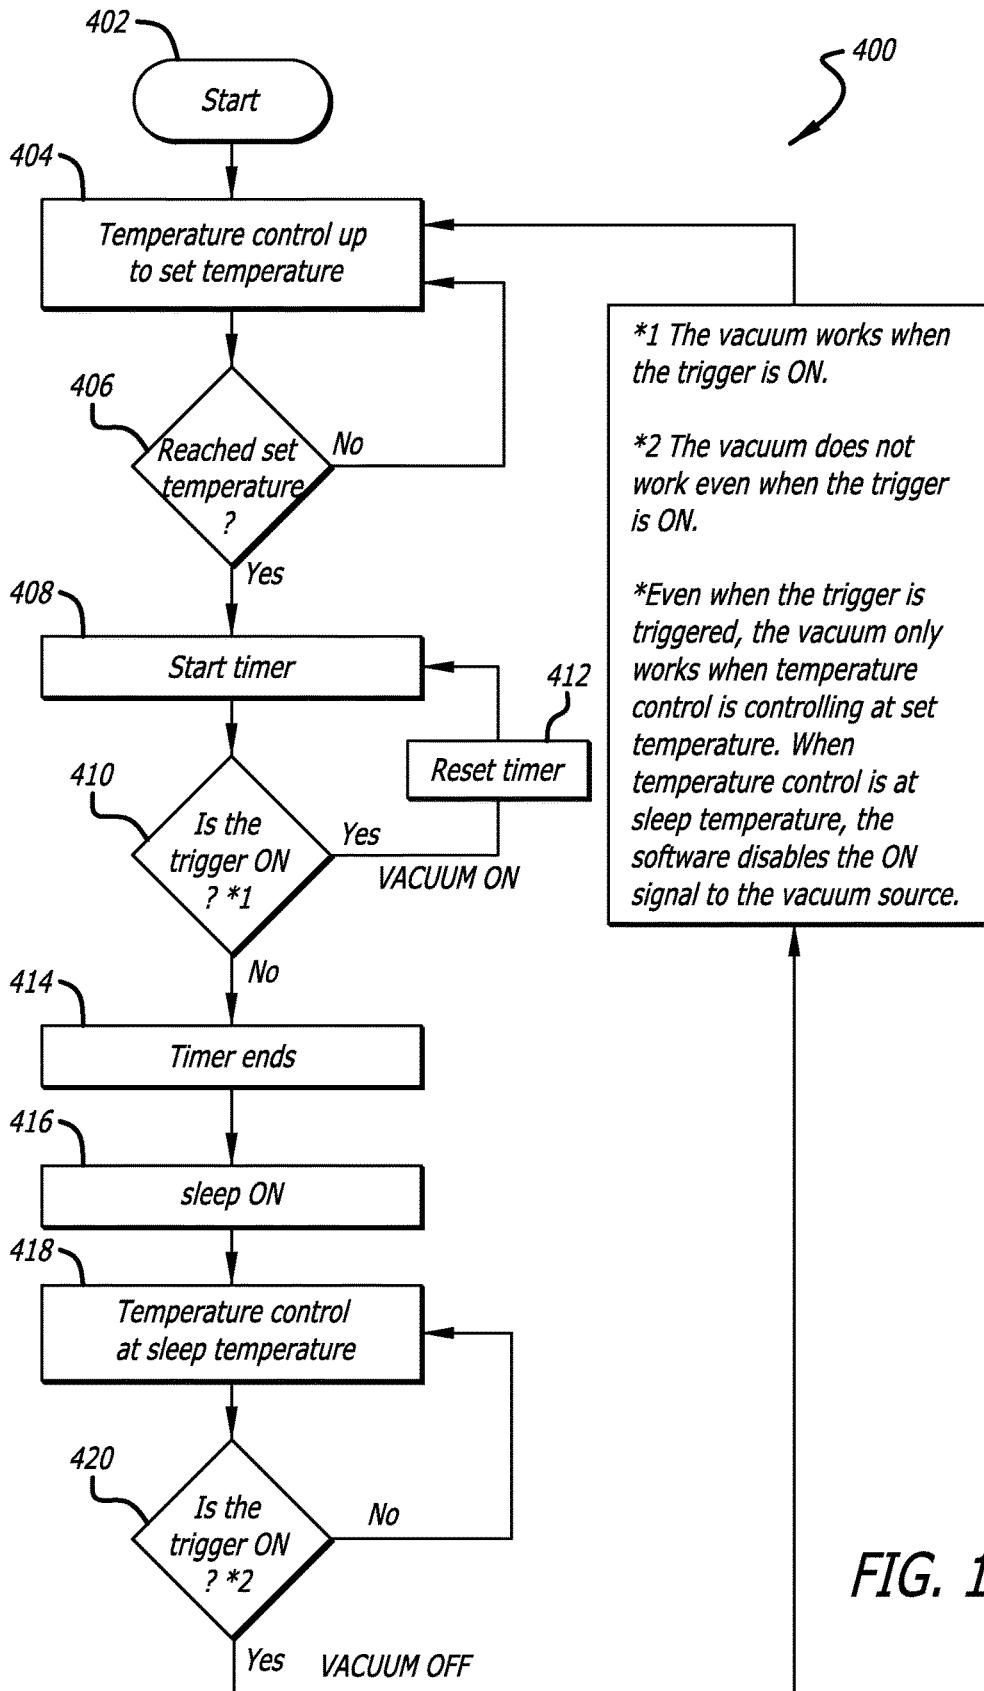 402
400
Start
404
Temperature control up
to set temperature
*1 The vacuum works when
the trigger is ON.
*2 The vacuum does not
work even when the trigger
is ON.
*Even when the trigger is
triggered, the vacuum only
works when temperature
control is controlling at set
temperature. When
temperature control is at
sleep temperature, the
software disables the ON
signal to the vacuum source.
406
Reached set
temperature
?
No
Yes
408
Start timer
412
Reset timer
410
Is the
trigger ON
? *1
Yes
VACUUM ON
No
414
Timer ends
416
sleep ON
418
Temperature control
at sleep temperature
420
Is the
trigger ON
? *2
No
Yes
VACUUM OFF
FIG. 1